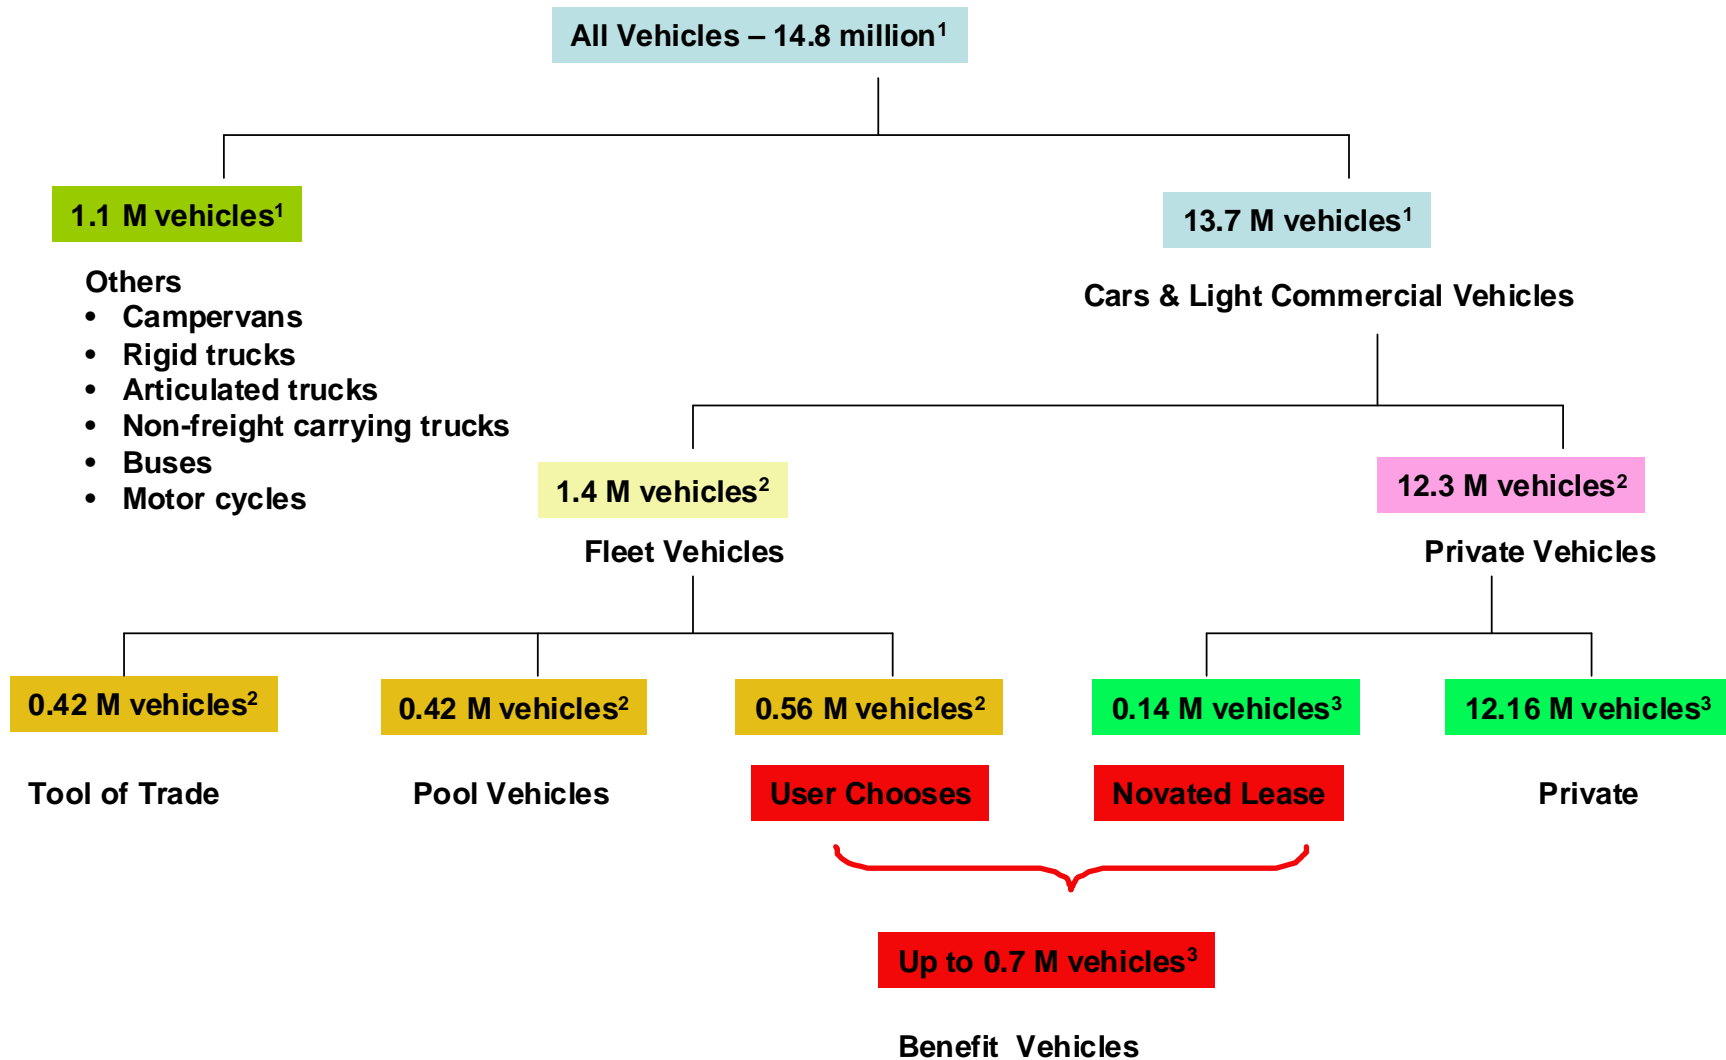 All Vehicles – 14.8 million¹
1.1 M vehicles¹
13.7 M vehicles¹
Others
• Campervans
• Rigid trucks
• Articulated trucks
• Non-freight carrying trucks
• Buses
• Motor cycles
Cars & Light Commercial Vehicles
1.4 M vehicles²
12.3 M vehicles²
Fleet Vehicles
Private Vehicles
0.42 M vehicles²
0.42 M vehicles²
0.56 M vehicles²
0.14 M vehicles³
12.16 M vehicles³
Tool of Trade
Pool Vehicles
User Chooses
Novated Lease
Private
Up to 0.7 M vehicles³
Benefit Vehicles